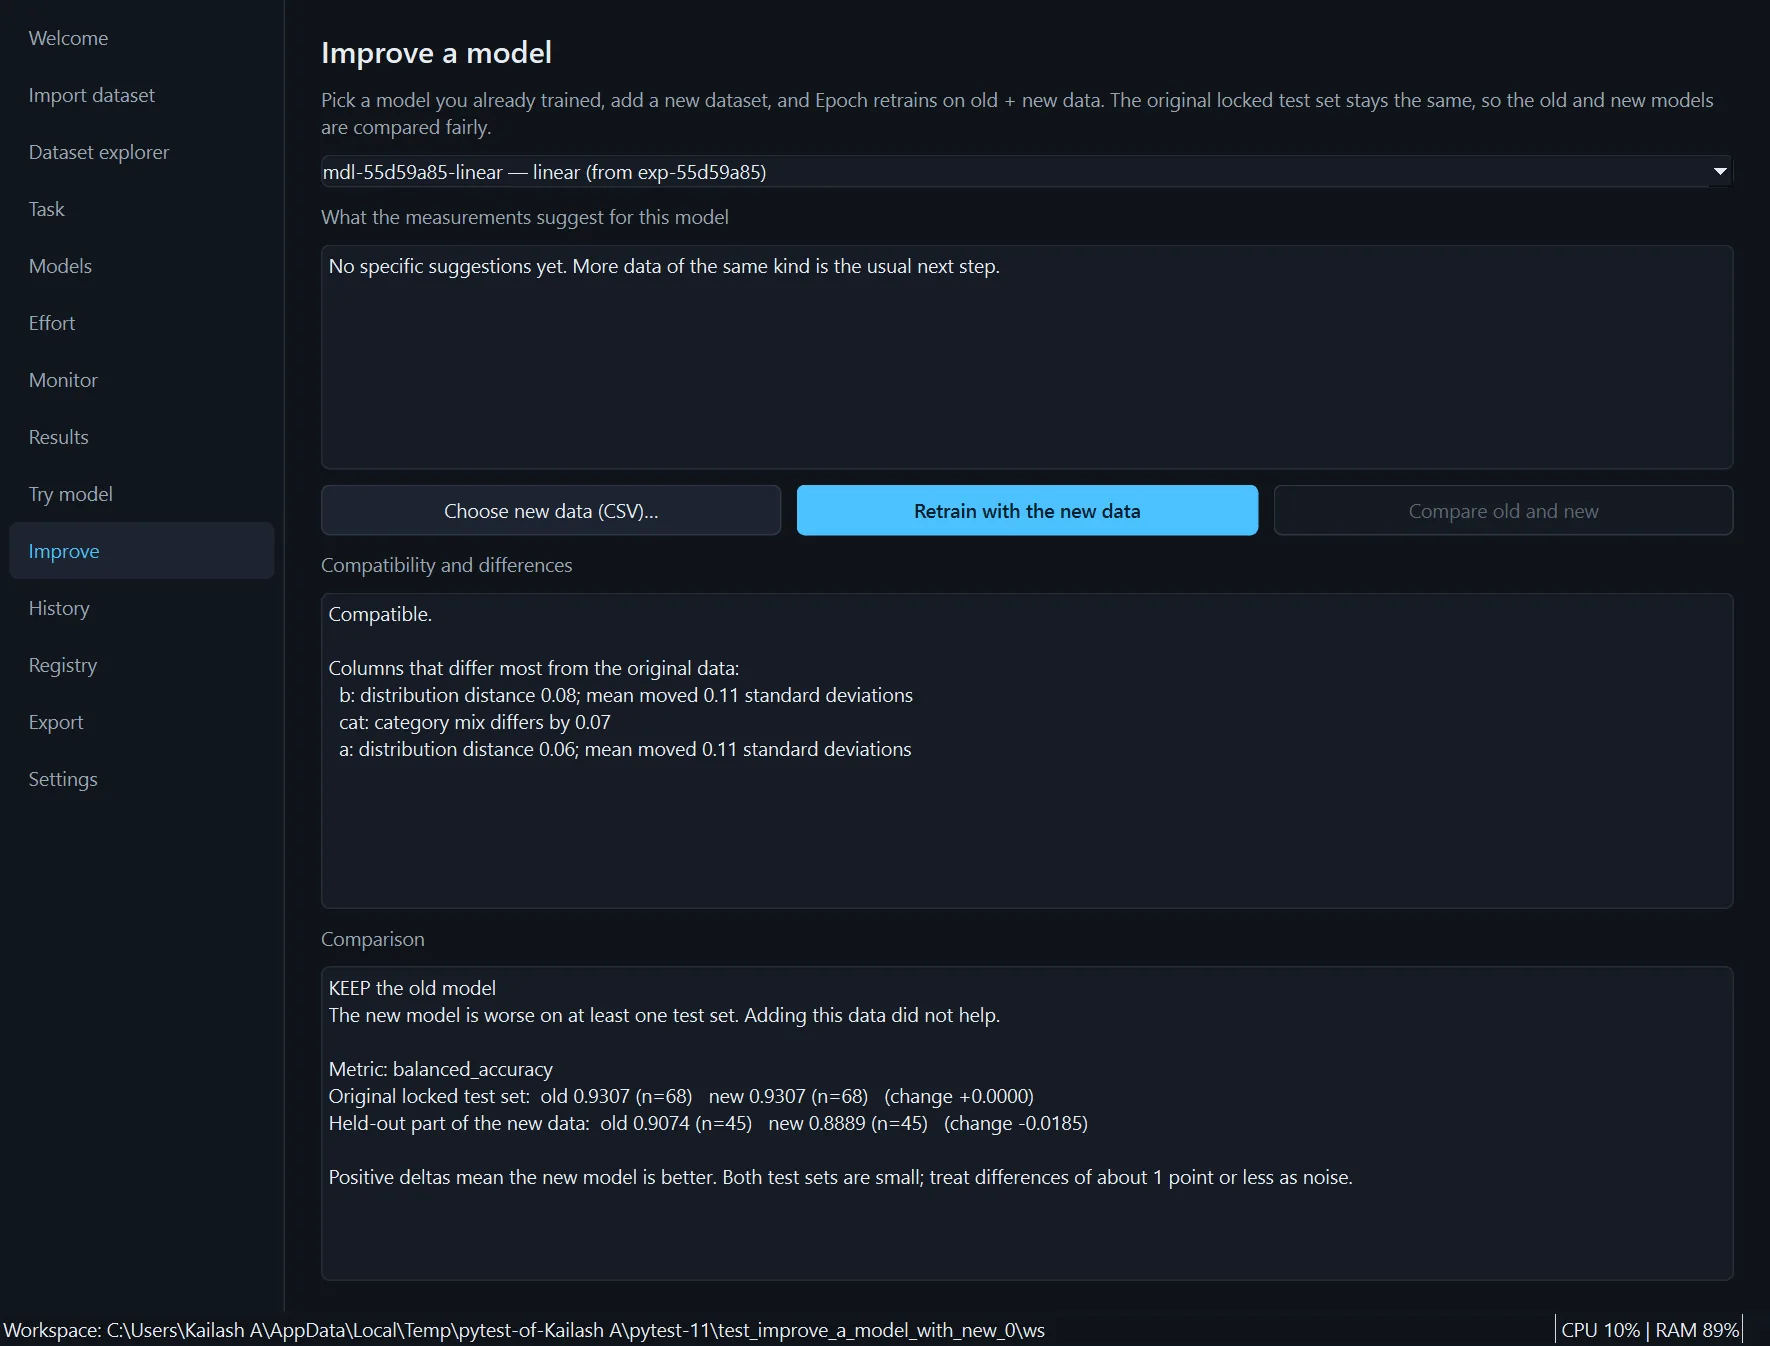 Welcome
Import dataset
Dataset explorer
Task
Models
Effort
Monitor
Results
Try model
Improve
History
Registry
Export
Settings
Improve a model
Pick a model you already trained, add a new dataset, and Epoch retrains on old + new data. The original locked test set stays the same, so the old and new models
are compared fairly.
mdl-55d59a85-linear — linear (from exp-55d59a85)
What the measurements suggest for this model
No specific suggestions yet. More data of the same kind is the usual next step.
Choose new data (CSV)...
Retrain with the new data
Compare old and new
Compatibility and differences
Compatible.
Columns that differ most from the original data:
b: distribution distance 0.08; mean moved 0.11 standard deviations
cat: category mix differs by 0.07
a: distribution distance 0.06; mean moved 0.11 standard deviations
Comparison
KEEP the old model
The new model is worse on at least one test set. Adding this data did not help.
Metric: balanced_accuracy
Original locked test set: old 0.9307 (n=68) new 0.9307 (n=68) (change +0.0000)
Held-out part of the new data: old 0.9074 (n=45) new 0.8889 (n=45) (change -0.0185)
Positive deltas mean the new model is better. Both test sets are small; treat differences of about 1 point or less as noise.
Workspace: C:\Users\Kailash A\AppData\Local\Temp\pytest-of-Kailash A\pytest-11\test_improve_a_model_with_new_0\ws
CPU 10% | RAM 89%